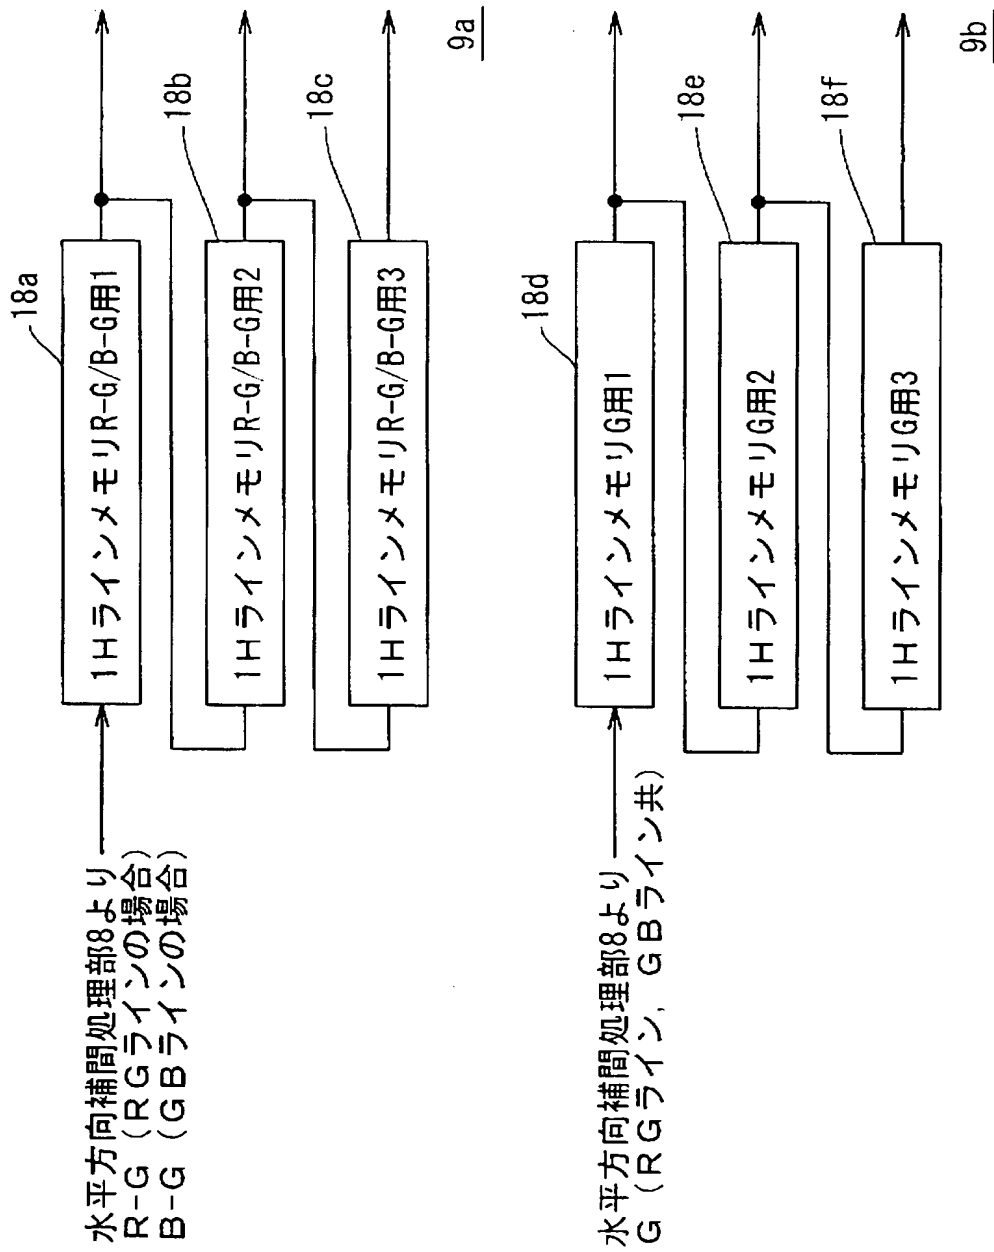 水平方向補間処理部8より
R-G（RGラインの場合）
B-G（GBラインの場合）
1HラインメモリR-G/B-G用1
18a
1HラインメモリR-G/B-G用2
18b
1HラインメモリR-G/B-G用3
18c
9a
水平方向補間処理部8より
G（RGライン, GBライン共）
1HラインメモリG用1
18d
1HラインメモリG用2
18e
1HラインメモリG用3
18f
9b